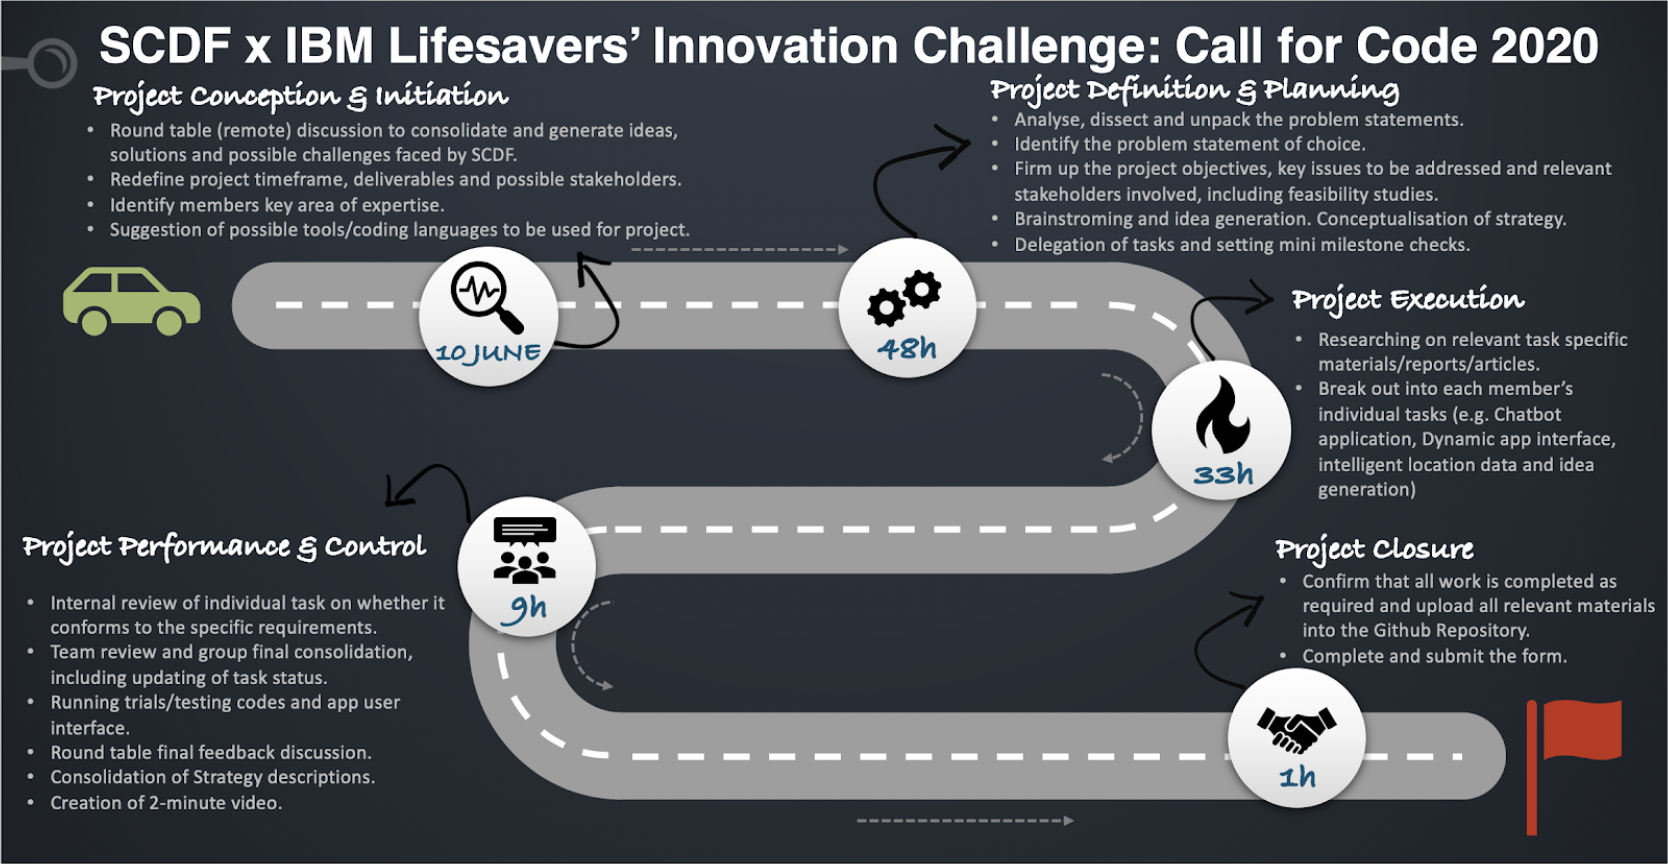 SCDF x IBM Lifesavers’ Innovation Challenge: Call for Code 2020
Project Conception & Initiation
• Round table (remote) discussion to consolidate and generate ideas,
solutions and possible challenges faced by SCDF.
• Redefine project timeframe, deliverables and possible stakeholders.
• Identify members key area of expertise.
• Suggestion of possible tools/coding languages to be used for project.
10 JUNE
Project Definition & Planning
• Analyse, dissect and unpack the problem statements.
• Identify the problem statement of choice.
• Firm up the project objectives, key issues to be addressed and relevant
stakeholders involved, including feasibility studies.
• Brainstroming and idea generation. Conceptualisation of strategy.
• Delegation of tasks and setting mini milestone checks.
48h
Project Execution
• Researching on relevant task specific
materials/reports/articles.
• Break out into each member’s
individual tasks (e.g. Chatbot
application, Dynamic app interface,
intelligent location data and idea
generation)
33h
Project Performance & Control
• Internal review of individual task on whether it
conforms to the specific requirements.
• Team review and group final consolidation,
including updating of task status.
• Running trials/testing codes and app user
interface.
• Round table final feedback discussion.
• Consolidation of Strategy descriptions.
• Creation of 2-minute video.
9h
Project Closure
• Confirm that all work is completed as
required and upload all relevant materials
into the Github Repository.
• Complete and submit the form.
1h